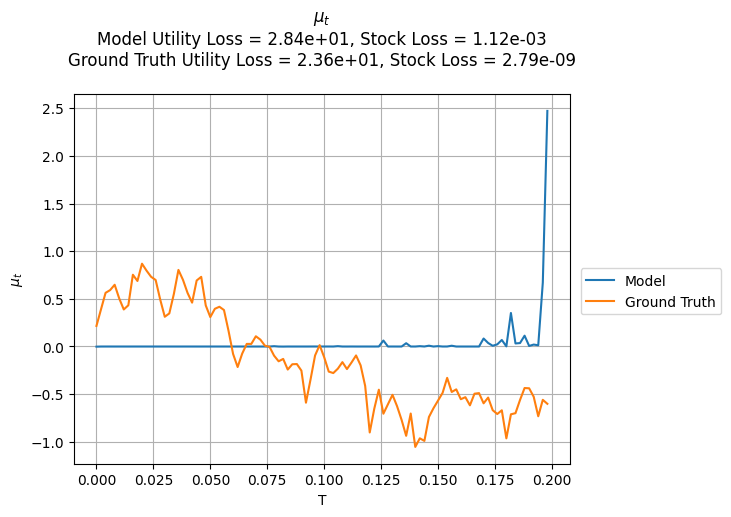 μt
Model Utility Loss = 2.84e+01, Stock Loss = 1.12e-03
Ground Truth Utility Loss = 2.36e+01, Stock Loss = 2.79e-09
2.5
2.0
1.5
1.0
0.5
0.0
−0.5
−1.0
μt
0.000 0.025 0.050 0.075 0.100 0.125 0.150 0.175 0.200
T
Model
Ground Truth